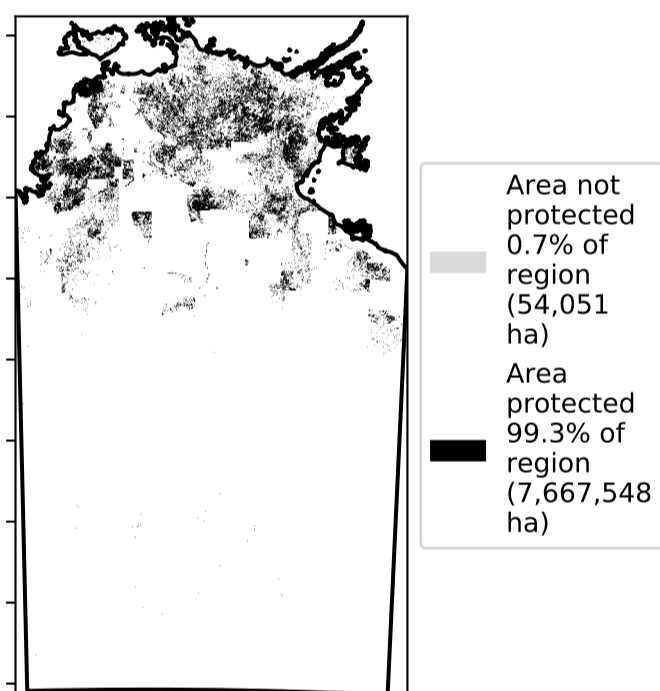 Area not
protected
0.7% of
region
(54,051
ha)
Area
protected
99.3% of
region
(7,667,548
ha)